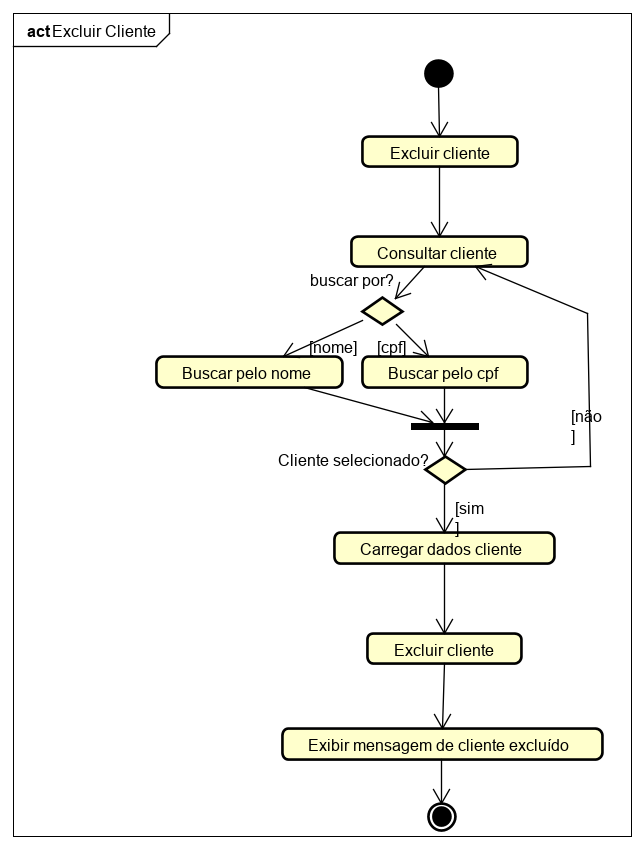 act Excluir Cliente
Excluir cliente
Consultar cliente
buscar por?
[nome] [cpf]
Buscar pelo nome
Buscar pelo cpf
[não
]
Cliente selecionado?
[sim
]
Carregar dados cliente
Excluir cliente
Exibir mensagem de cliente excluído